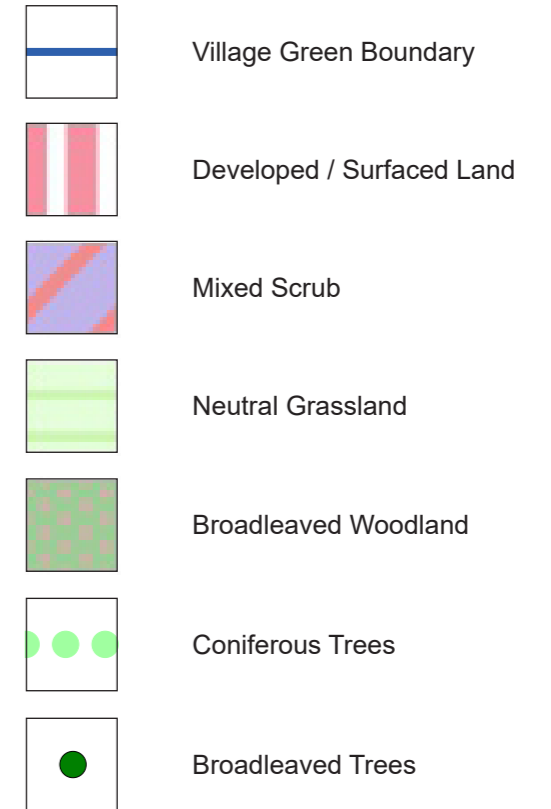 Village Green Boundary
Developed / Surfaced Land
Mixed Scrub
Neutral Grassland
Broadleaved Woodland
Coniferous Trees
Broadleaved Trees